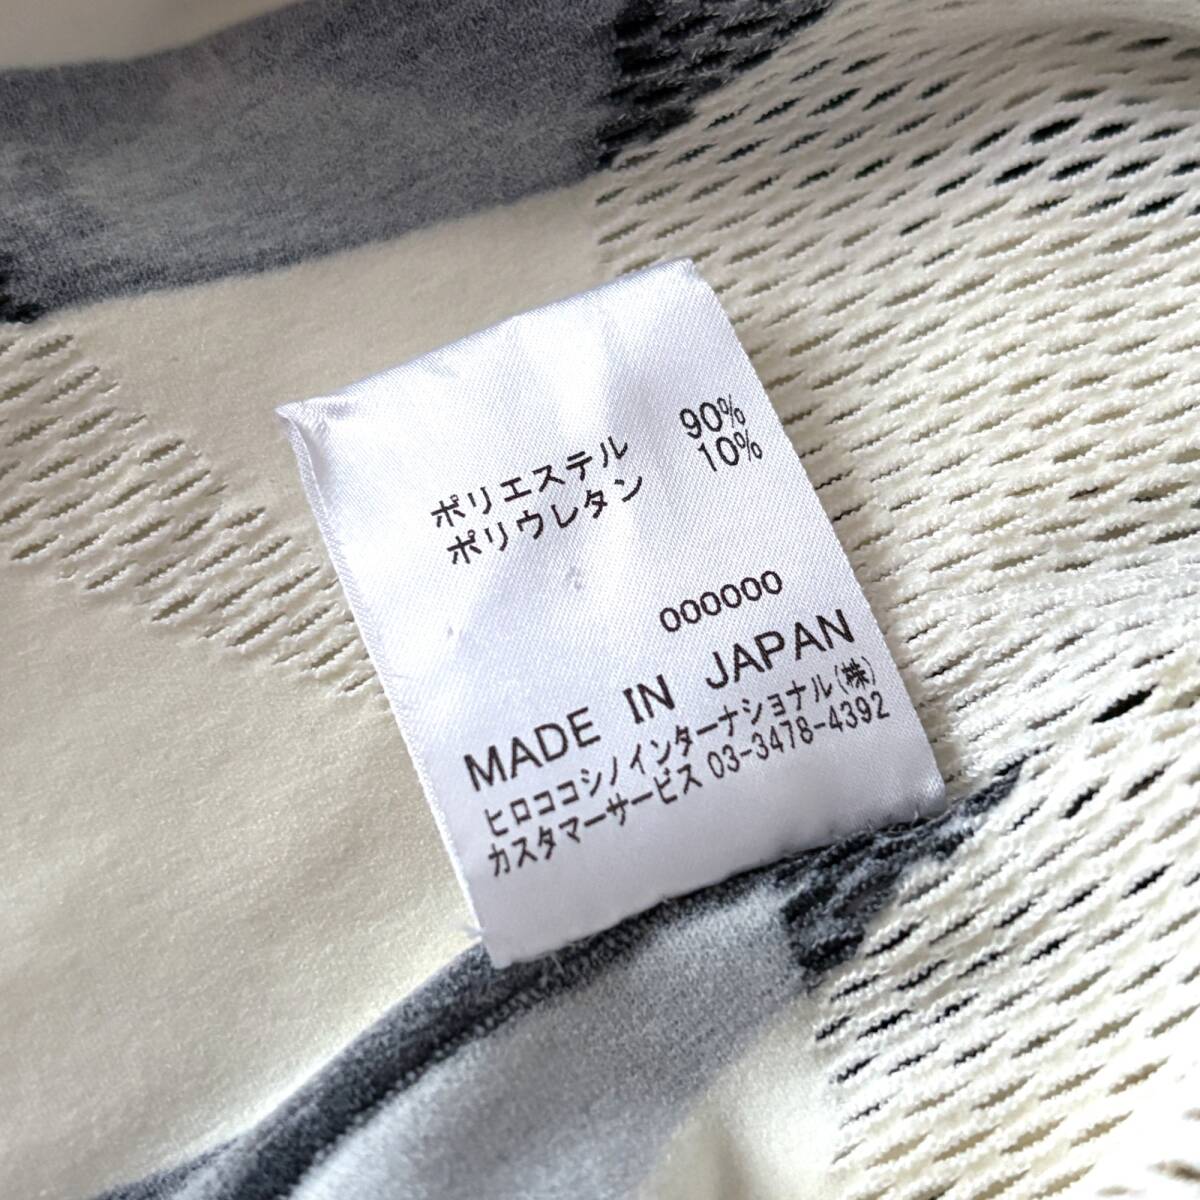 ポリエステル 90%
ポリウレタン 10%
000000
MADE IN JAPAN
ヒロココシノインターナショナル(株)
カスタマーサービス 03-3478-4392